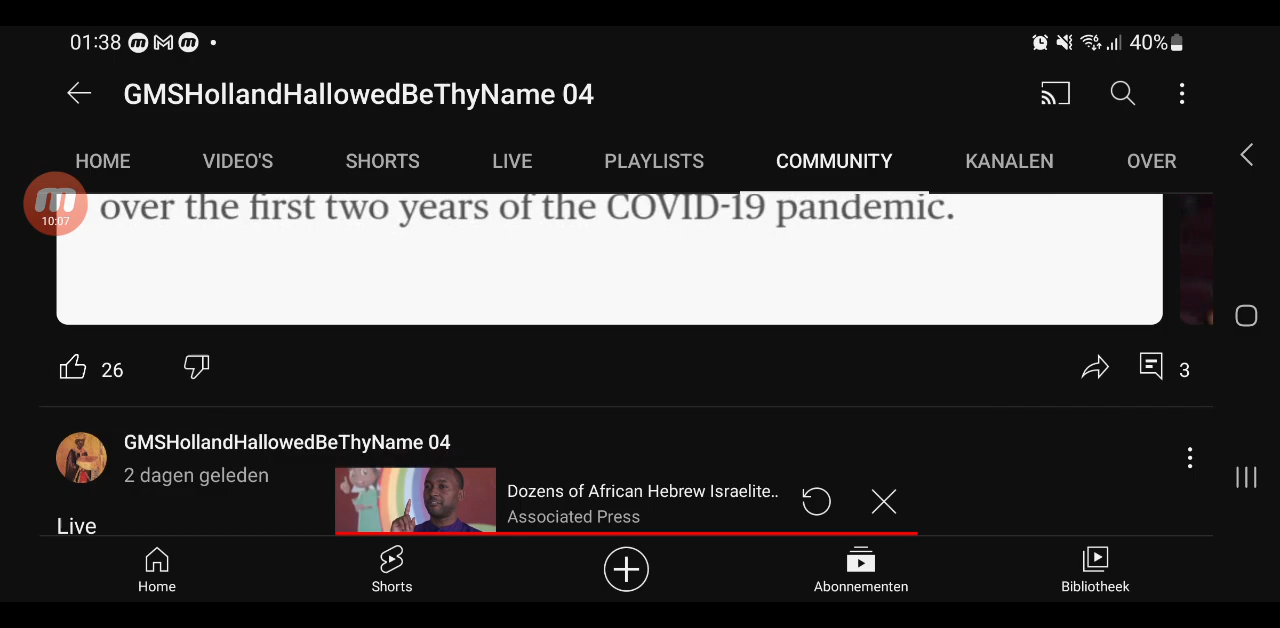 01:38 40%
GMSHollandHallowedBeThyName 04
HOME VIDEO'S SHORTS LIVE PLAYLISTS COMMUNITY KANALEN OVER
10:07
over the first two years of the COVID-19 pandemic.
26 3
GMSHollandHallowedBeThyName 04
2 dagen geleden
Live
Dozens of African Hebrew Israelite..
Associated Press
Home Shorts Abonnementen Bibliotheek